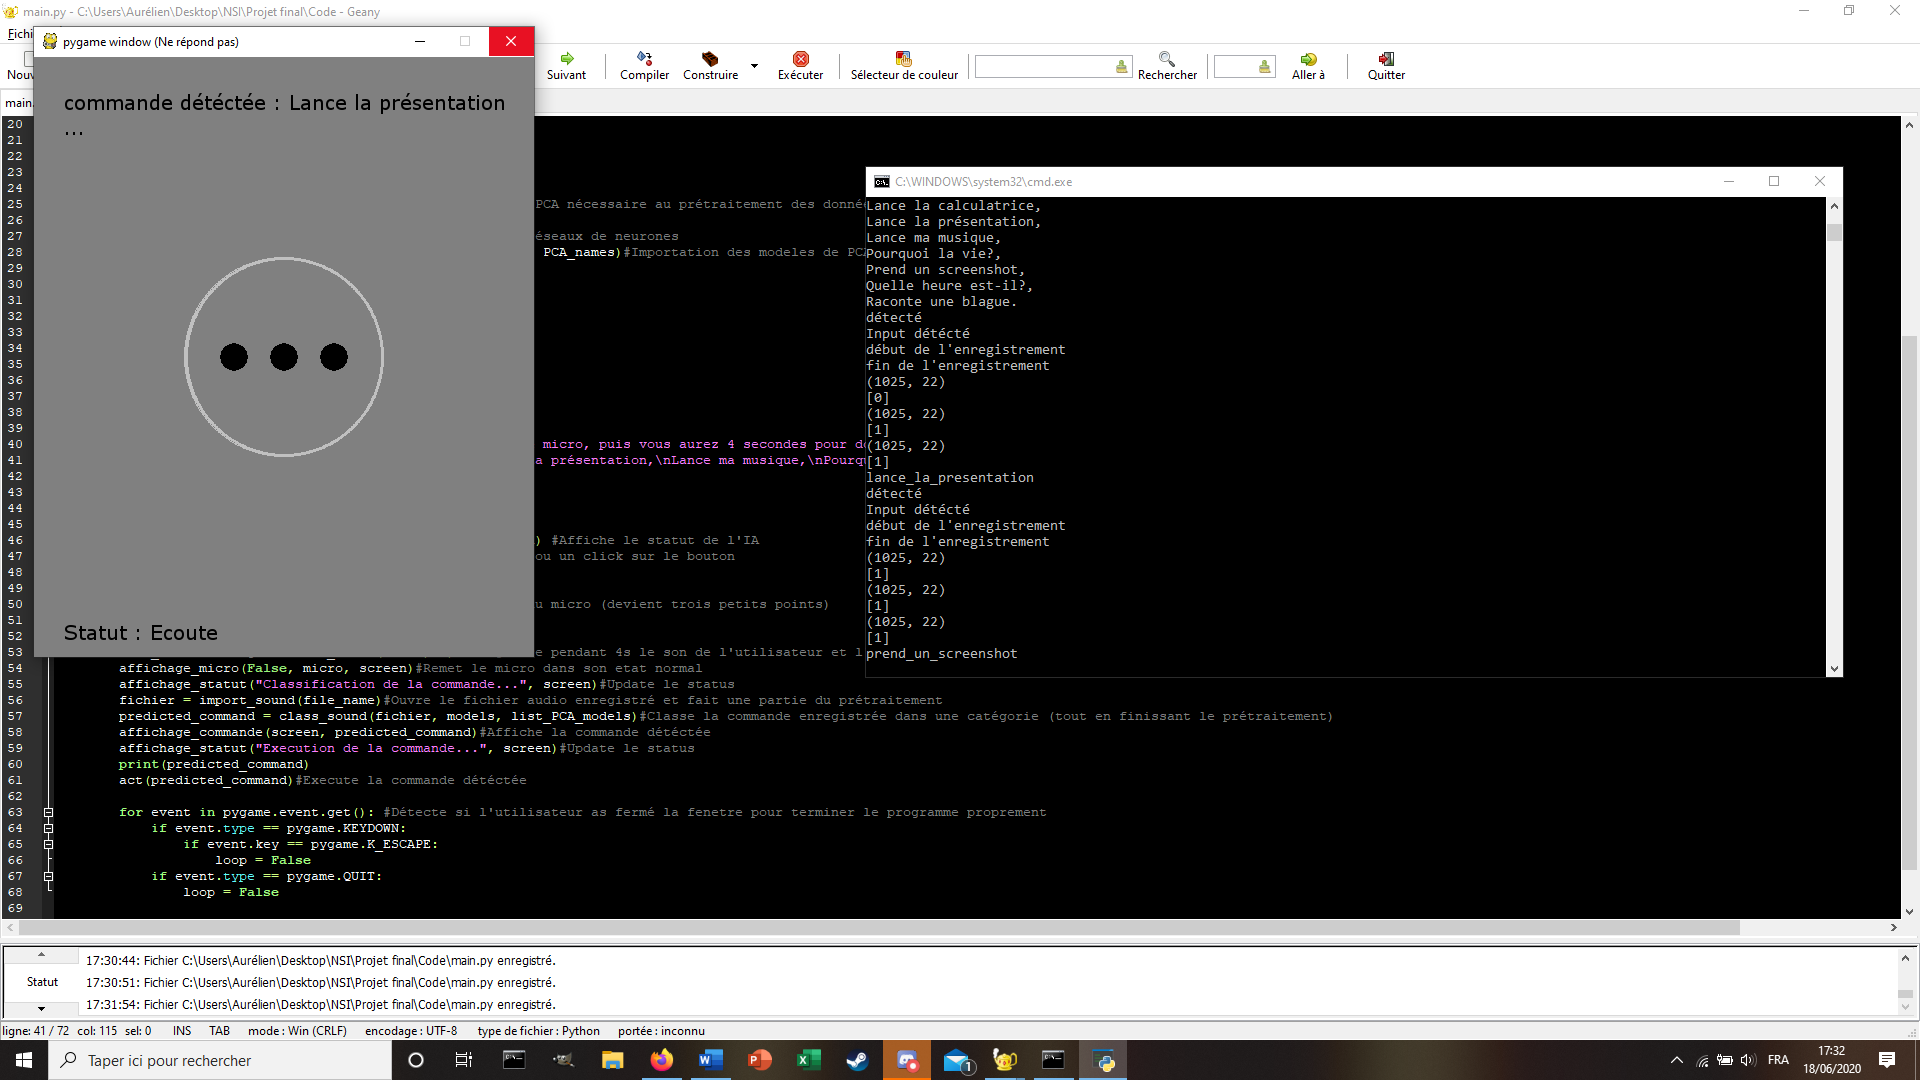 main.py - C:\Users\Aurélien\Desktop\NSI\Projet final\Code - Geany
Fichi
pygame window (Ne répond pas)
Nouv
Suivant
Compiler
Construire
Exécuter
Sélecteur de couleur
Rechercher
Aller à
Quitter
main.
commande détéctée : Lance la présentation
...
Statut : Ecoute
20
21
22
23
24
25 PCA nécessaire au prétraitement des donnée
26
27 éseaux de neurones
28 PCA_names)#Importation des modeles de PCA
29
30
31
32
33
34
35
36
37
38
39
40 micro, puis vous aurez 4 secondes pour d
41 a présentation,\nLance ma musique,\nPourqu
42
43
44
45
46 ) #Affiche le statut de l'IA
47 ou un click sur le bouton
48
49
50 u micro (devient trois petits points)
51
52
53 e pendant 4s le son de l'utilisateur et l
54 affichage_micro(False, micro, screen)#Remet le micro dans son etat normal
55 affichage_statut("Classification de la commande...", screen)#Update le status
56 fichier = import_sound(file_name)#Ouvre le fichier audio enregistré et fait une partie du prétraitement
57 predicted_command = class_sound(fichier, models, list_PCA_models)#Classe la commande enregistrée dans une catégorie (tout en finissant le prétraitement)
58 affichage_commande(screen, predicted_command)#Affiche la commande détéctée
59 affichage_statut("Execution de la commande...", screen)#Update le status
60 print(predicted_command)
61 act(predicted_command)#Execute la commande détéctée
62
63 for event in pygame.event.get(): #Détecte si l'utilisateur as fermé la fenetre pour terminer le programme proprement
64 if event.type == pygame.KEYDOWN:
65 if event.key == pygame.K_ESCAPE:
66 loop = False
67 if event.type == pygame.QUIT:
68 loop = False
69
C:\WINDOWS\system32\cmd.exe
Lance la calculatrice,
Lance la présentation,
Lance ma musique,
Pourquoi la vie?,
Prend un screenshot,
Quelle heure est-il?,
Raconte une blague.
détecté
Input détécté
début de l'enregistrement
fin de l'enregistrement
(1025, 22)
[0]
(1025, 22)
[1]
(1025, 22)
[1]
lance_la_presentation
détecté
Input détécté
début de l'enregistrement
fin de l'enregistrement
(1025, 22)
[1]
(1025, 22)
[1]
(1025, 22)
[1]
prend_un_screenshot
Statut
17:30:44: Fichier C:\Users\Aurélien\Desktop\NSI\Projet final\Code\main.py enregistré.
17:30:51: Fichier C:\Users\Aurélien\Desktop\NSI\Projet final\Code\main.py enregistré.
17:31:54: Fichier C:\Users\Aurélien\Desktop\NSI\Projet final\Code\main.py enregistré.
ligne: 41 / 72 col: 115 sel: 0 INS TAB mode : Win (CRLF) encodage : UTF-8 type de fichier : Python portée : inconnu
Taper ici pour rechercher
1
FRA
17:32
18/06/2020